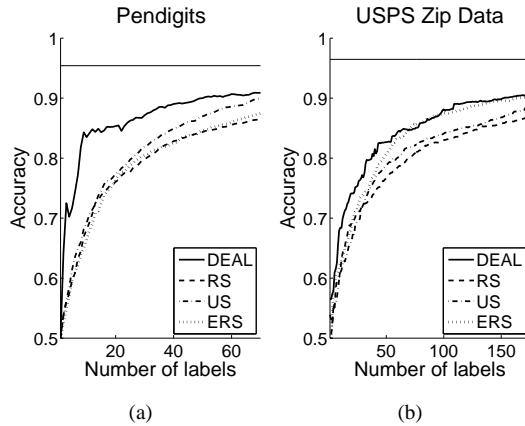 Pendigits
Accuracy
1
0.9
0.8
0.7
0.6
0.5
20 40 60
Number of labels
DEAL
RS
US
ERS
(a)
USPS Zip Data
Accuracy
1
0.9
0.8
0.7
0.6
0.5
50 100 150
Number of labels
DEAL
RS
US
ERS
(b)